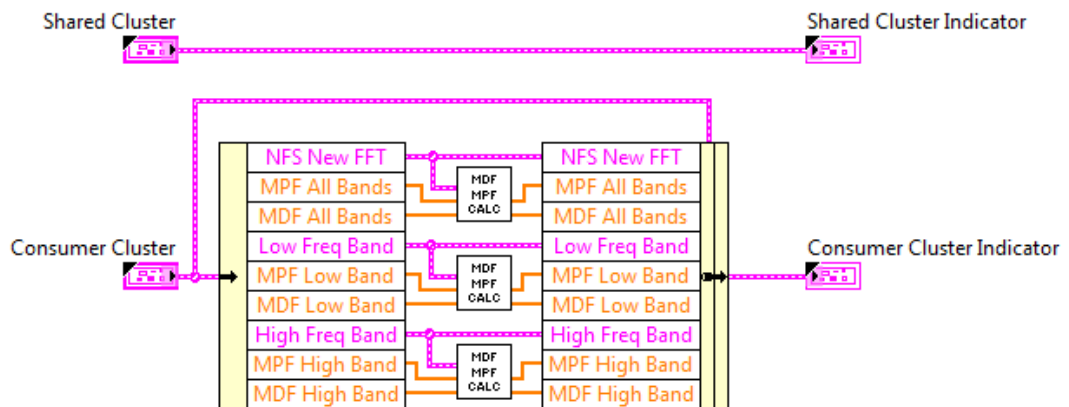 Shared Cluster
Shared Cluster Indicator
NFS New FFT
NFS New FFT
MPF All Bands
MDF
MPF
CALC
MPF All Bands
MDF All Bands
MDF All Bands
Consumer Cluster
Low Freq Band
Low Freq Band
Consumer Cluster Indicator
MPF Low Band
MDF
MPF
CALC
MPF Low Band
MDF Low Band
MDF Low Band
High Freq Band
High Freq Band
MPF High Band
MDF
MPF
CALC
MPF High Band
MDF High Band
MDF High Band